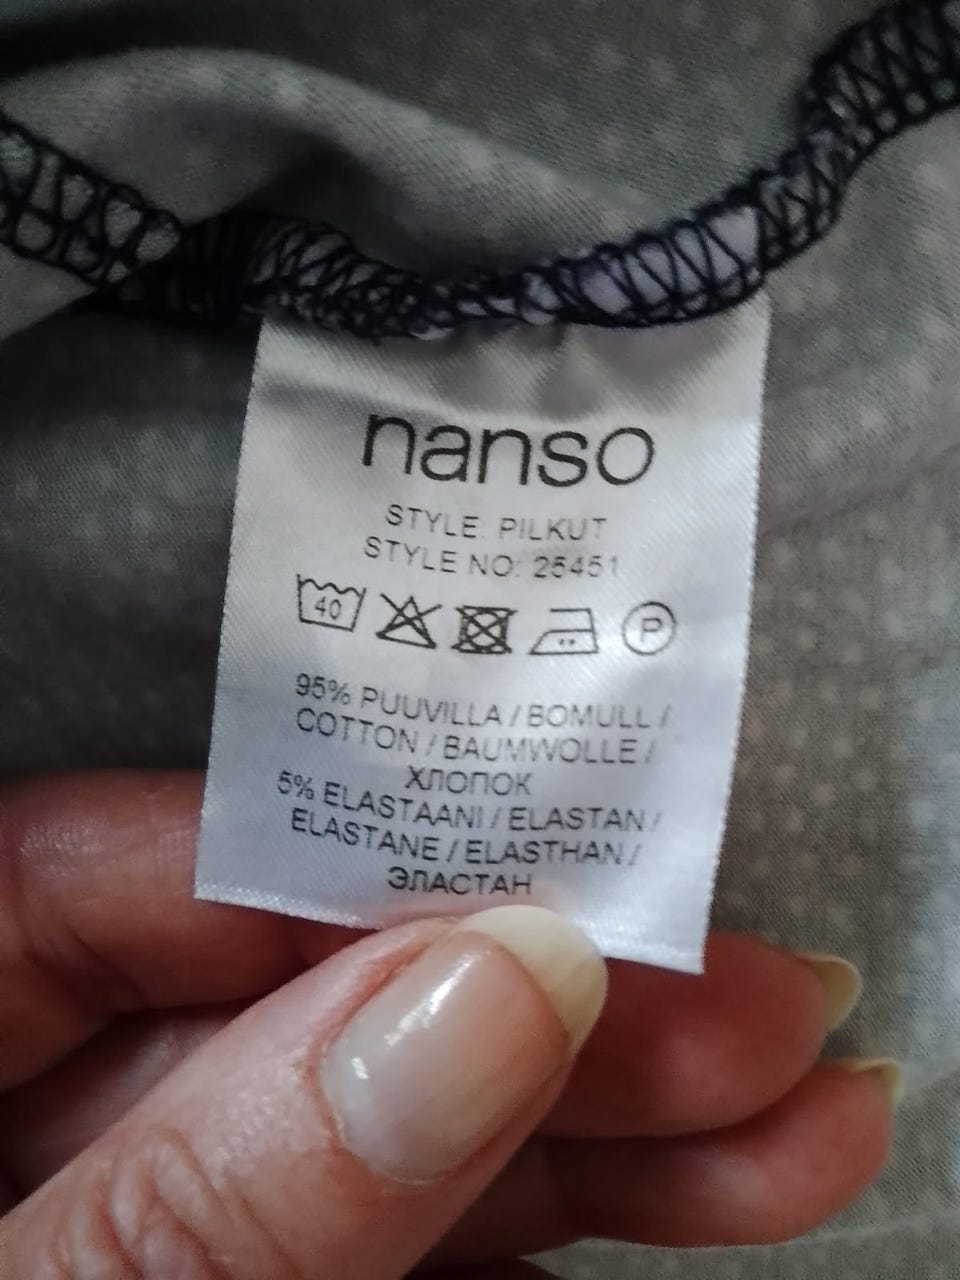 nanso
STYLE: PILKUT
STYLE NO: 25451
40 P
95% PUUVILLA / BOMULL /
COTTON / BAUMWOLLE /
ХЛОПОК
5% ELASTAANI / ELASTAN /
ELASTANE / ELASTHAN /
ЭЛАСТАН